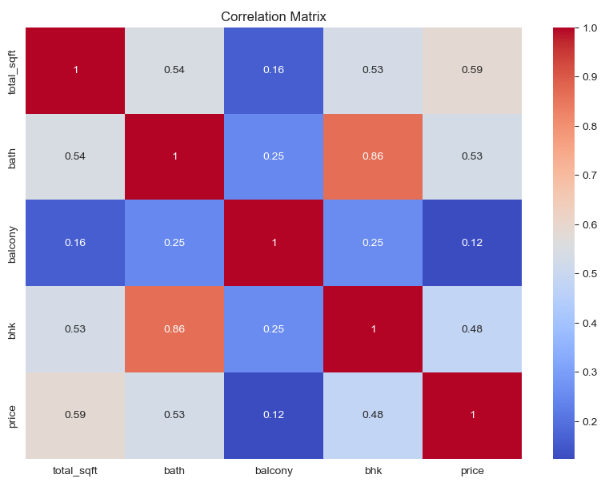 Correlation Matrix
total_sqft 1 0.54 0.16 0.53 0.59
bath 0.54 1 0.25 0.86 0.53
balcony 0.16 0.25 1 0.25 0.12
bhk 0.53 0.86 0.25 1 0.48
price 0.59 0.53 0.12 0.48 1
total_sqft bath balcony bhk price
1.0
0.9
0.8
0.7
0.6
0.5
0.4
0.3
0.2